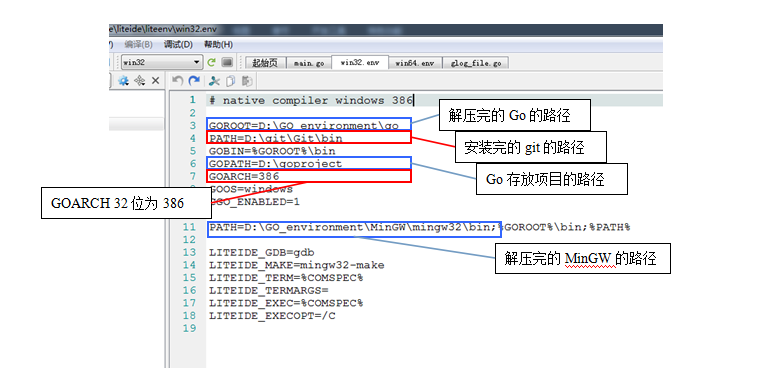 e\liteide\liteenv\win32.env
编译(B) 调试(D) 帮助(H)
win32
起始页 main.go win32.env win64.env glog_file.go
1 # native compiler windows 386
2
3 GOROOT=D:\GO_environment\go
4 PATH=D:\git\Git\bin
5 GOBIN=%GOROOT%\bin
6 GOPATH=D:\goproject
7 GOARCH=386
GOOS=windows
CGO_ENABLED=1
11 PATH=D:\GO_environment\MinGW\mingw32\bin;%GOROOT%\bin;%PATH%
12
13 LITEIDE_GDB=gdb
14 LITEIDE_MAKE=mingw32-make
15 LITEIDE_TERM=%COMSPEC%
16 LITEIDE_TERMARGS=
17 LITEIDE_EXEC=%COMSPEC%
18 LITEIDE_EXECOPT=/C
19
解压完的 Go 的路径
安装完的 git 的路径
Go 存放项目的路径
GOARCH 32 位为 386
解压完的 MinGW 的路径